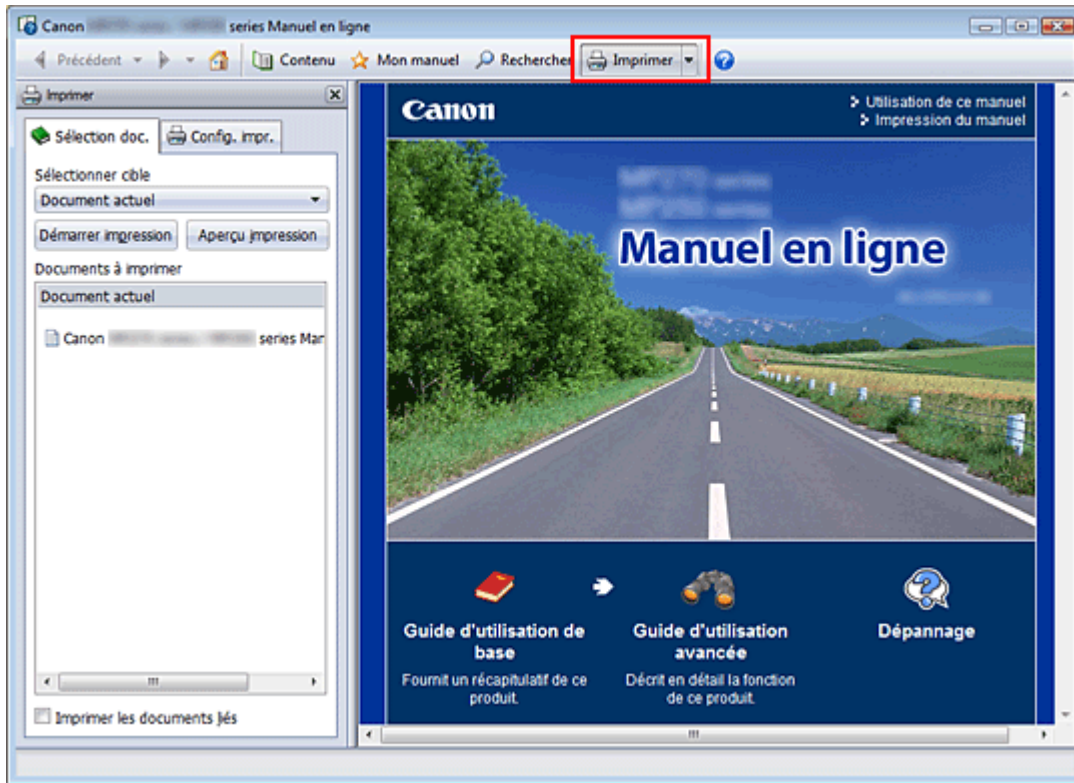 Canon series Manuel en ligne
Précédent Contenu Mon manuel Rechercher Imprimer
Imprimer
Sélection doc. Config. impr.
Sélectionner cible
Document actuel
Démarrer impression Aperçu impression
Documents à imprimer
Document actuel
Canon series Mar
Imprimer les documents liés
Canon
Utilisation de ce manuel
Impression du manuel
series
series
Manuel en ligne
Guide d'utilisation de
base
Fournit un récapitulatif de ce
produit.
Guide d'utilisation
avancée
Décrit en détail la fonction
de ce produit.
Dépannage